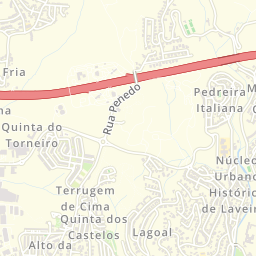 Fria
Rua Penedo
Pedreira
Italiana
Quinta do
Torneiro
Núcleo
Urbano
Histórico
de Laveir
Terrugem
de Cima
Quinta dos
Castelos
Lagoal
Alto da